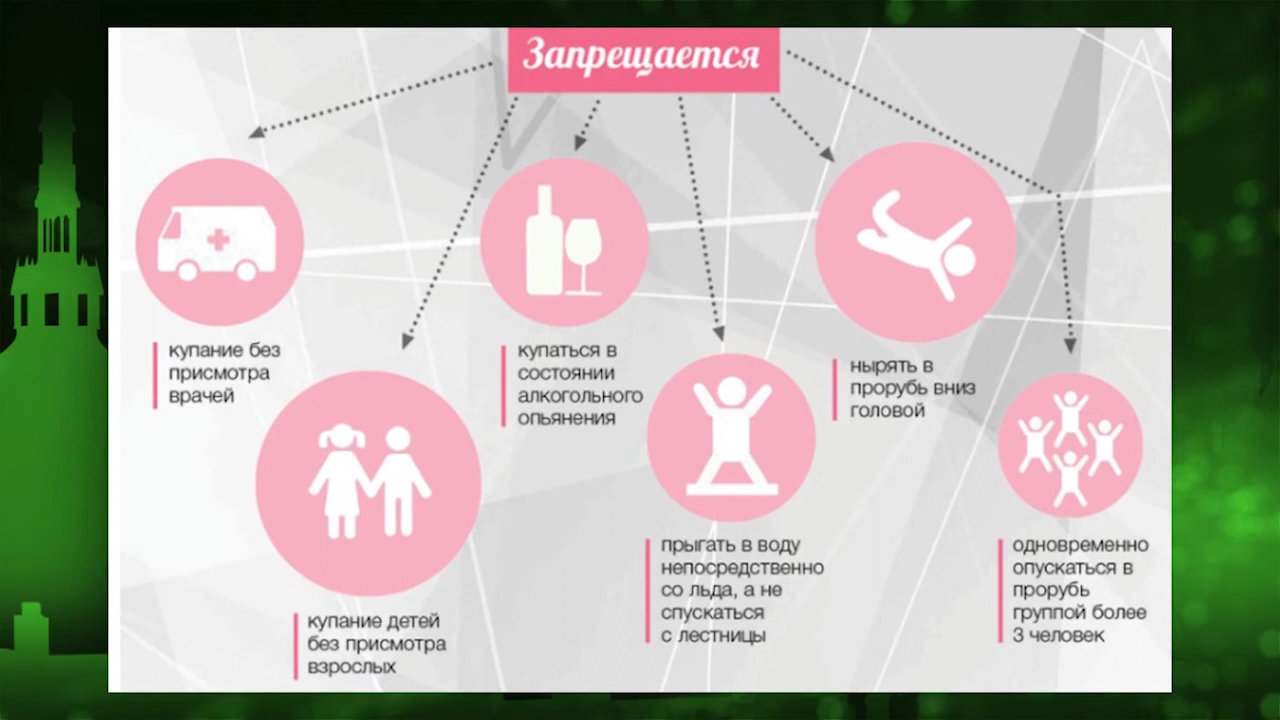 Запрещается
купание без
присмотра
врачей
купание детей
без присмотра
взрослых
купаться в
состоянии
алкогольного
опьянения
прыгать в воду
непосредственно
со льда, а не
спускаться
с лестницы
нырять в
прорубь вниз
головой
одновременно
опускаться в
прорубь
группой более
3 человек